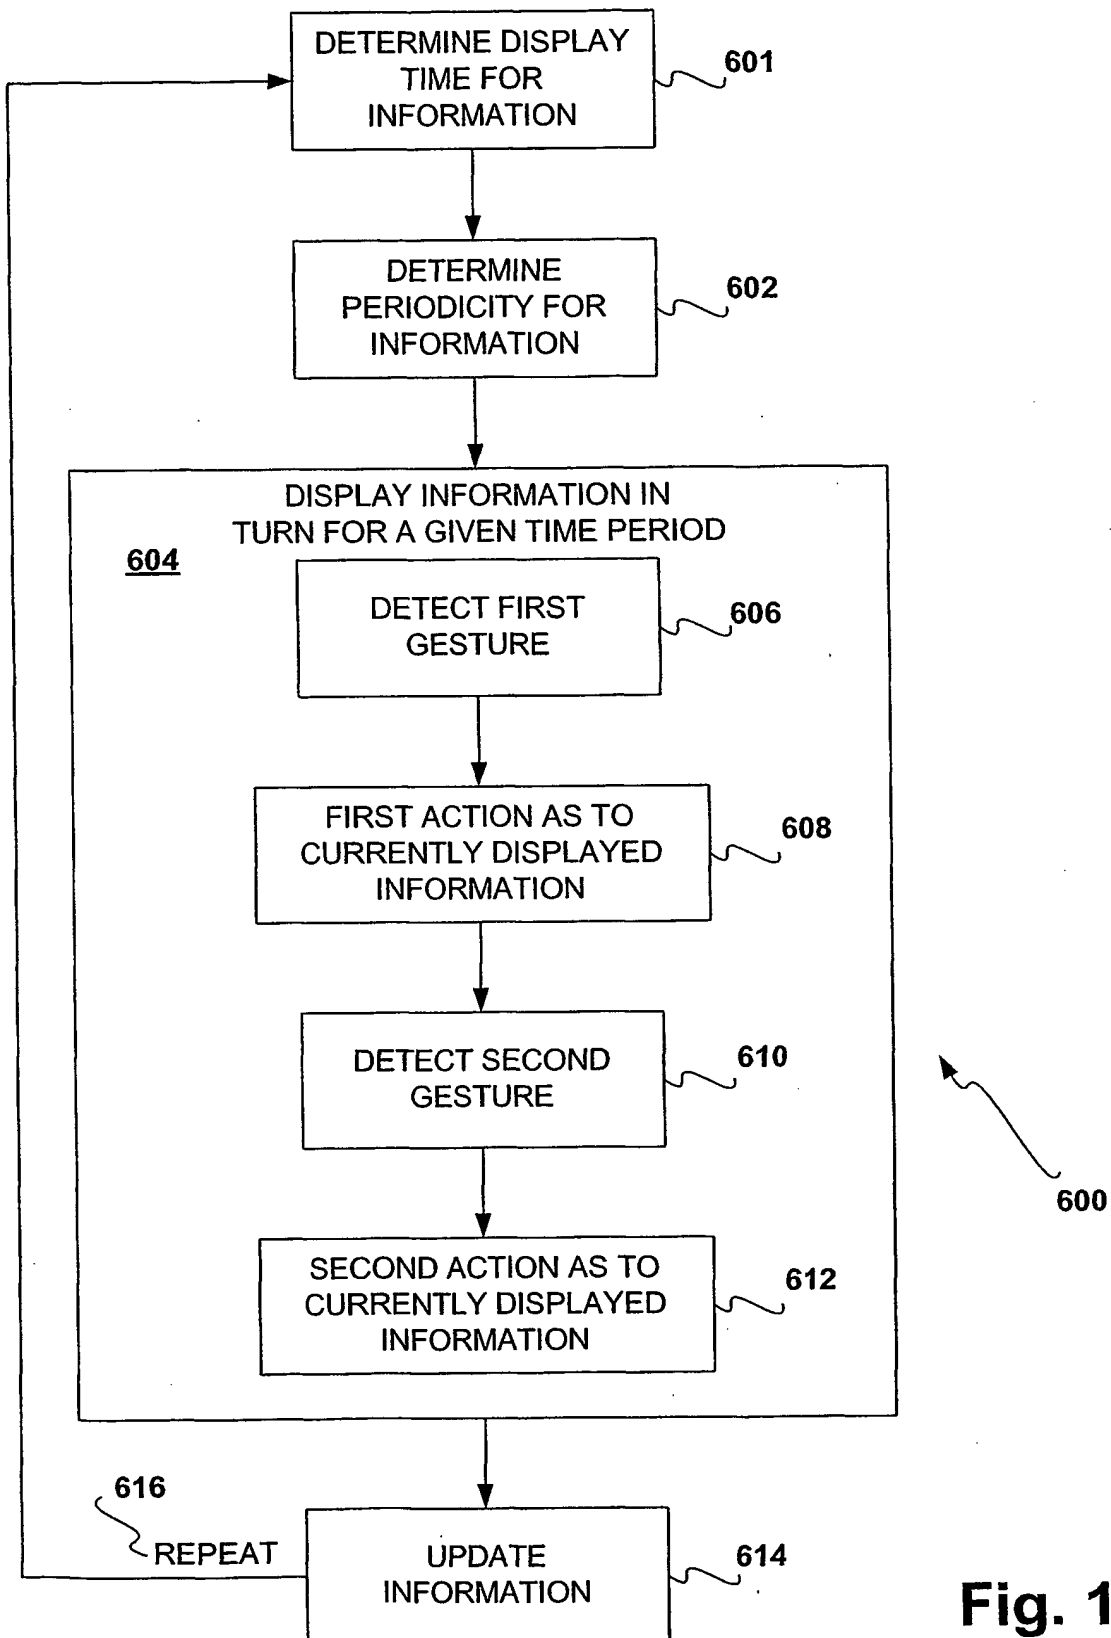 DETERMINE DISPLAY
TIME FOR
INFORMATION
601
DETERMINE
PERIODICITY FOR
INFORMATION
602
DISPLAY INFORMATION IN
TURN FOR A GIVEN TIME PERIOD
604
DETECT FIRST
GESTURE
606
FIRST ACTION AS TO
CURRENTLY DISPLAYED
INFORMATION
608
DETECT SECOND
GESTURE
610
600
SECOND ACTION AS TO
CURRENTLY DISPLAYED
INFORMATION
612
616
REPEAT
UPDATE
INFORMATION
614
Fig. 1